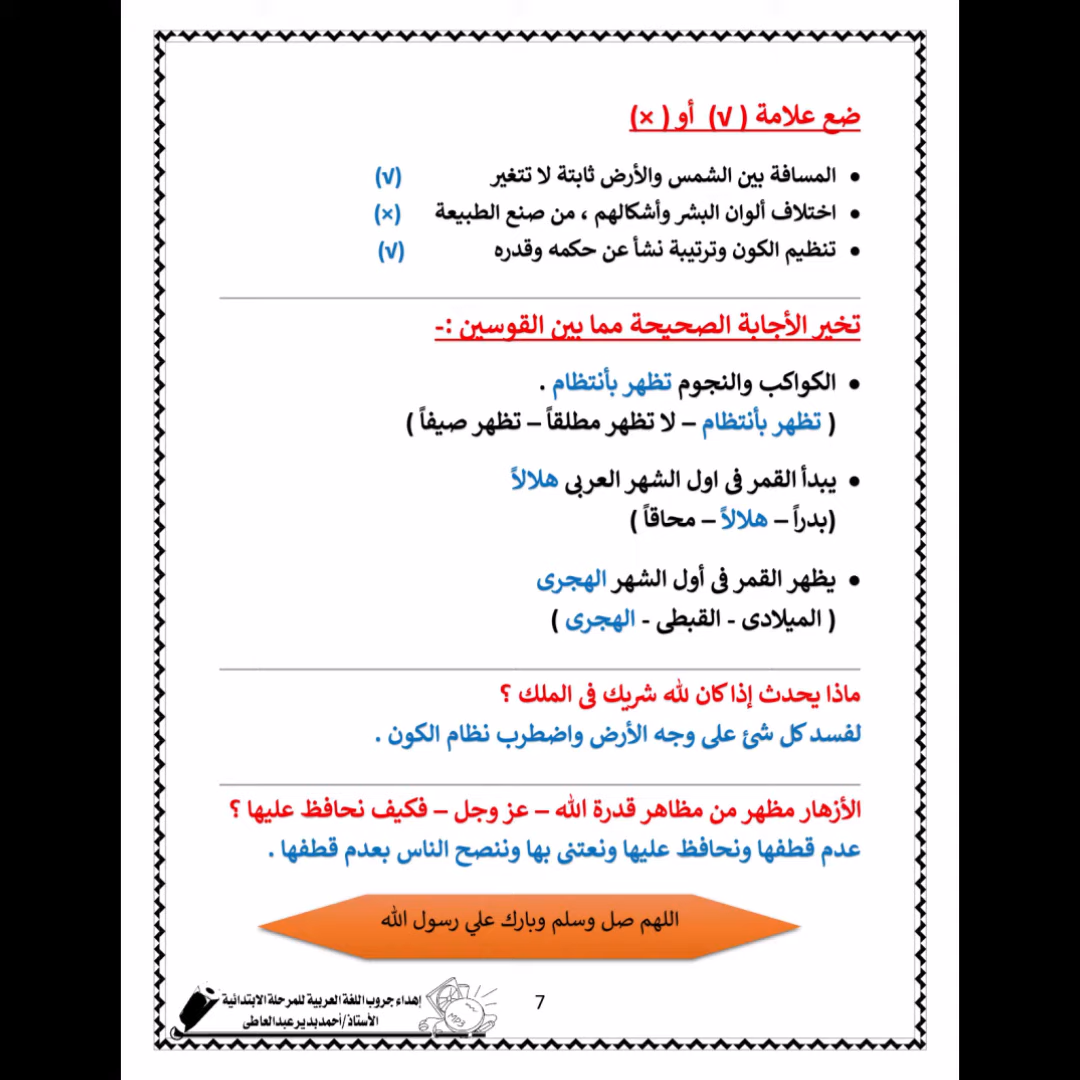 ضع علامة ( √) أو ( ×)
• المسافة بين الشمس والأرض ثابتة لا تتغير (√)
• اختلاف ألوان البشر وأشكالهم ، من صنع الطبيعة (×)
• تنظيم الكون وترتيبة نشأ عن حكمه وقدره (√)
تخير الأجابة الصحيحة مما بين القوسين :-
• الكواكب والنجوم تظهر بأنتظام .
( تظهر بأنتظام – لا تظهر مطلقاً – تظهر صيفاً )
• يبدأ القمر فى اول الشهر العربى هلالاً
(بدراً – هلالاً – محاقاً )
• يظهر القمر فى أول الشهر الهجرى
( الميلادى - القبطى - الهجرى )
ماذا يحدث إذا كان لله شريك فى الملك ؟
لفسد كل شئ على وجه الأرض واضطرب نظام الكون .
الأزهار مظهر من مظاهر قدرة الله – عز وجل – فكيف نحافظ عليها ؟
عدم قطفها ونحافظ عليها ونعتنى بها وننصح الناس بعدم قطفها .
اللهم صل وسلم وبارك علي رسول الله
7
إهداء جروب اللغة العربية للمرحلة الابتدائية
الأستاذ/أحمد بدير عبدالعاطى
MP3